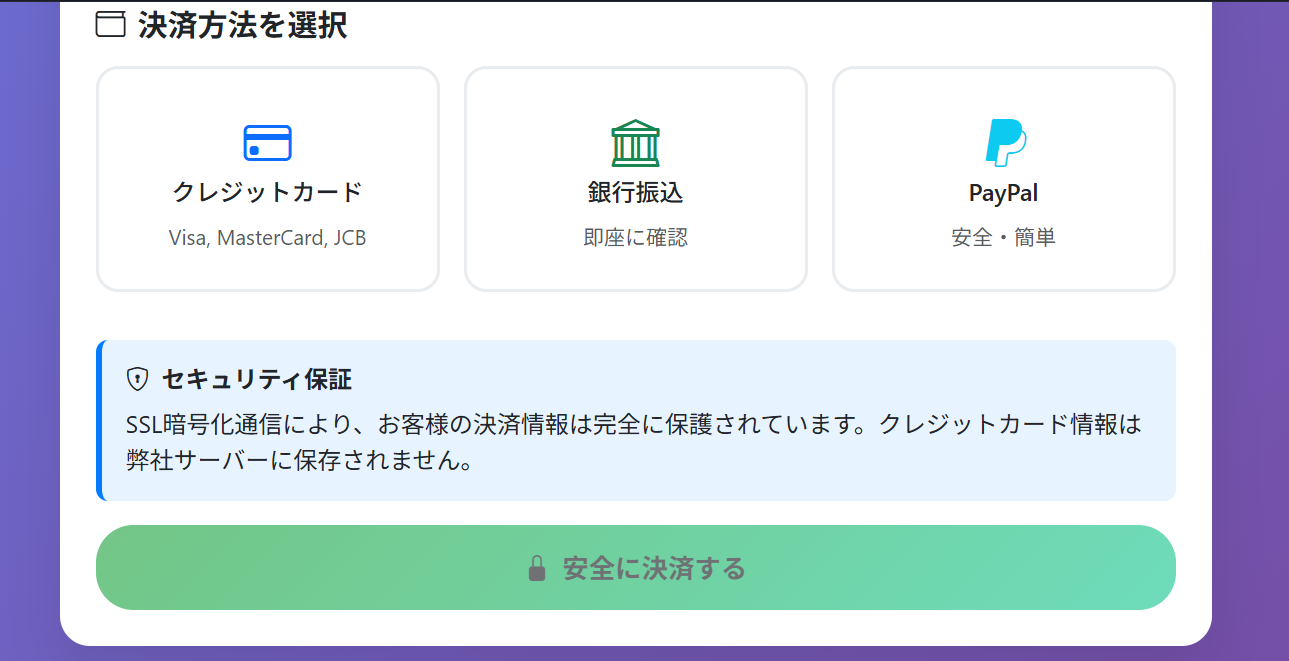 決済方法を選択
クレジットカード
Visa, MasterCard, JCB
銀行振込
即座に確認
PayPal
安全・簡単
セキュリティ保証
SSL暗号化通信により、お客様の決済情報は完全に保護されています。クレジットカード情報は
弊社サーバーに保存されません。
安全に決済する